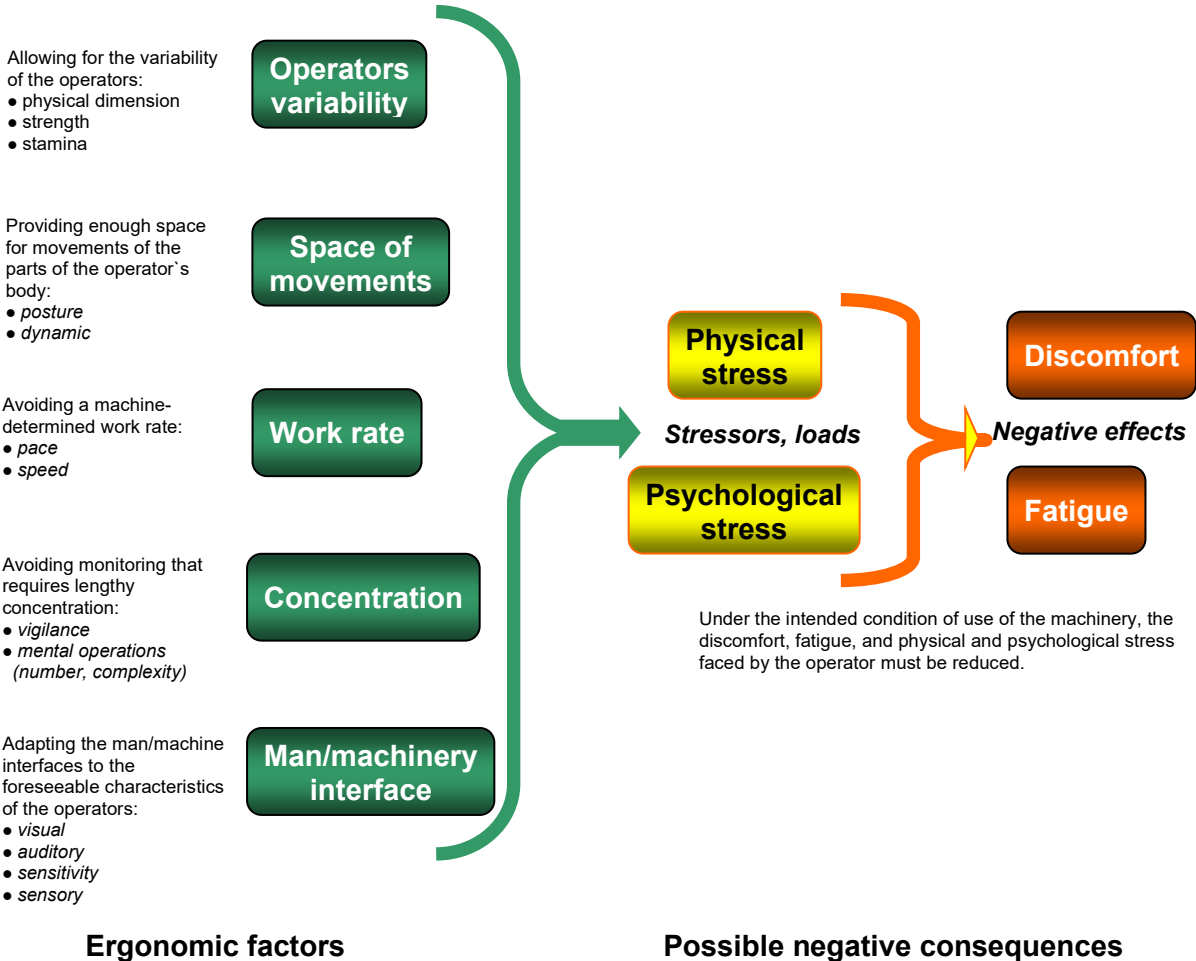 Allowing for the variability
of the operators:
● physical dimension
● strength
● stamina
Operators
variability
Providing enough space
for movements of the
parts of the operator`s
body:
● posture
● dynamic
Space of
movements
Avoiding a machine-
determined work rate:
● pace
● speed
Work rate
Avoiding monitoring that
requires lengthy
concentration:
● vigilance
● mental operations
(number, complexity)
Concentration
Adapting the man/machine
interfaces to the
foreseeable characteristics
of the operators:
● visual
● auditory
● sensitivity
● sensory
Man/machinery
interface
Physical
stress
Stressors, loads
Psychological
stress
Discomfort
Negative effects
Fatigue
Under the intended condition of use of the machinery, the
discomfort, fatigue, and physical and psychological stress
faced by the operator must be reduced.
Ergonomic factors
Possible negative consequences